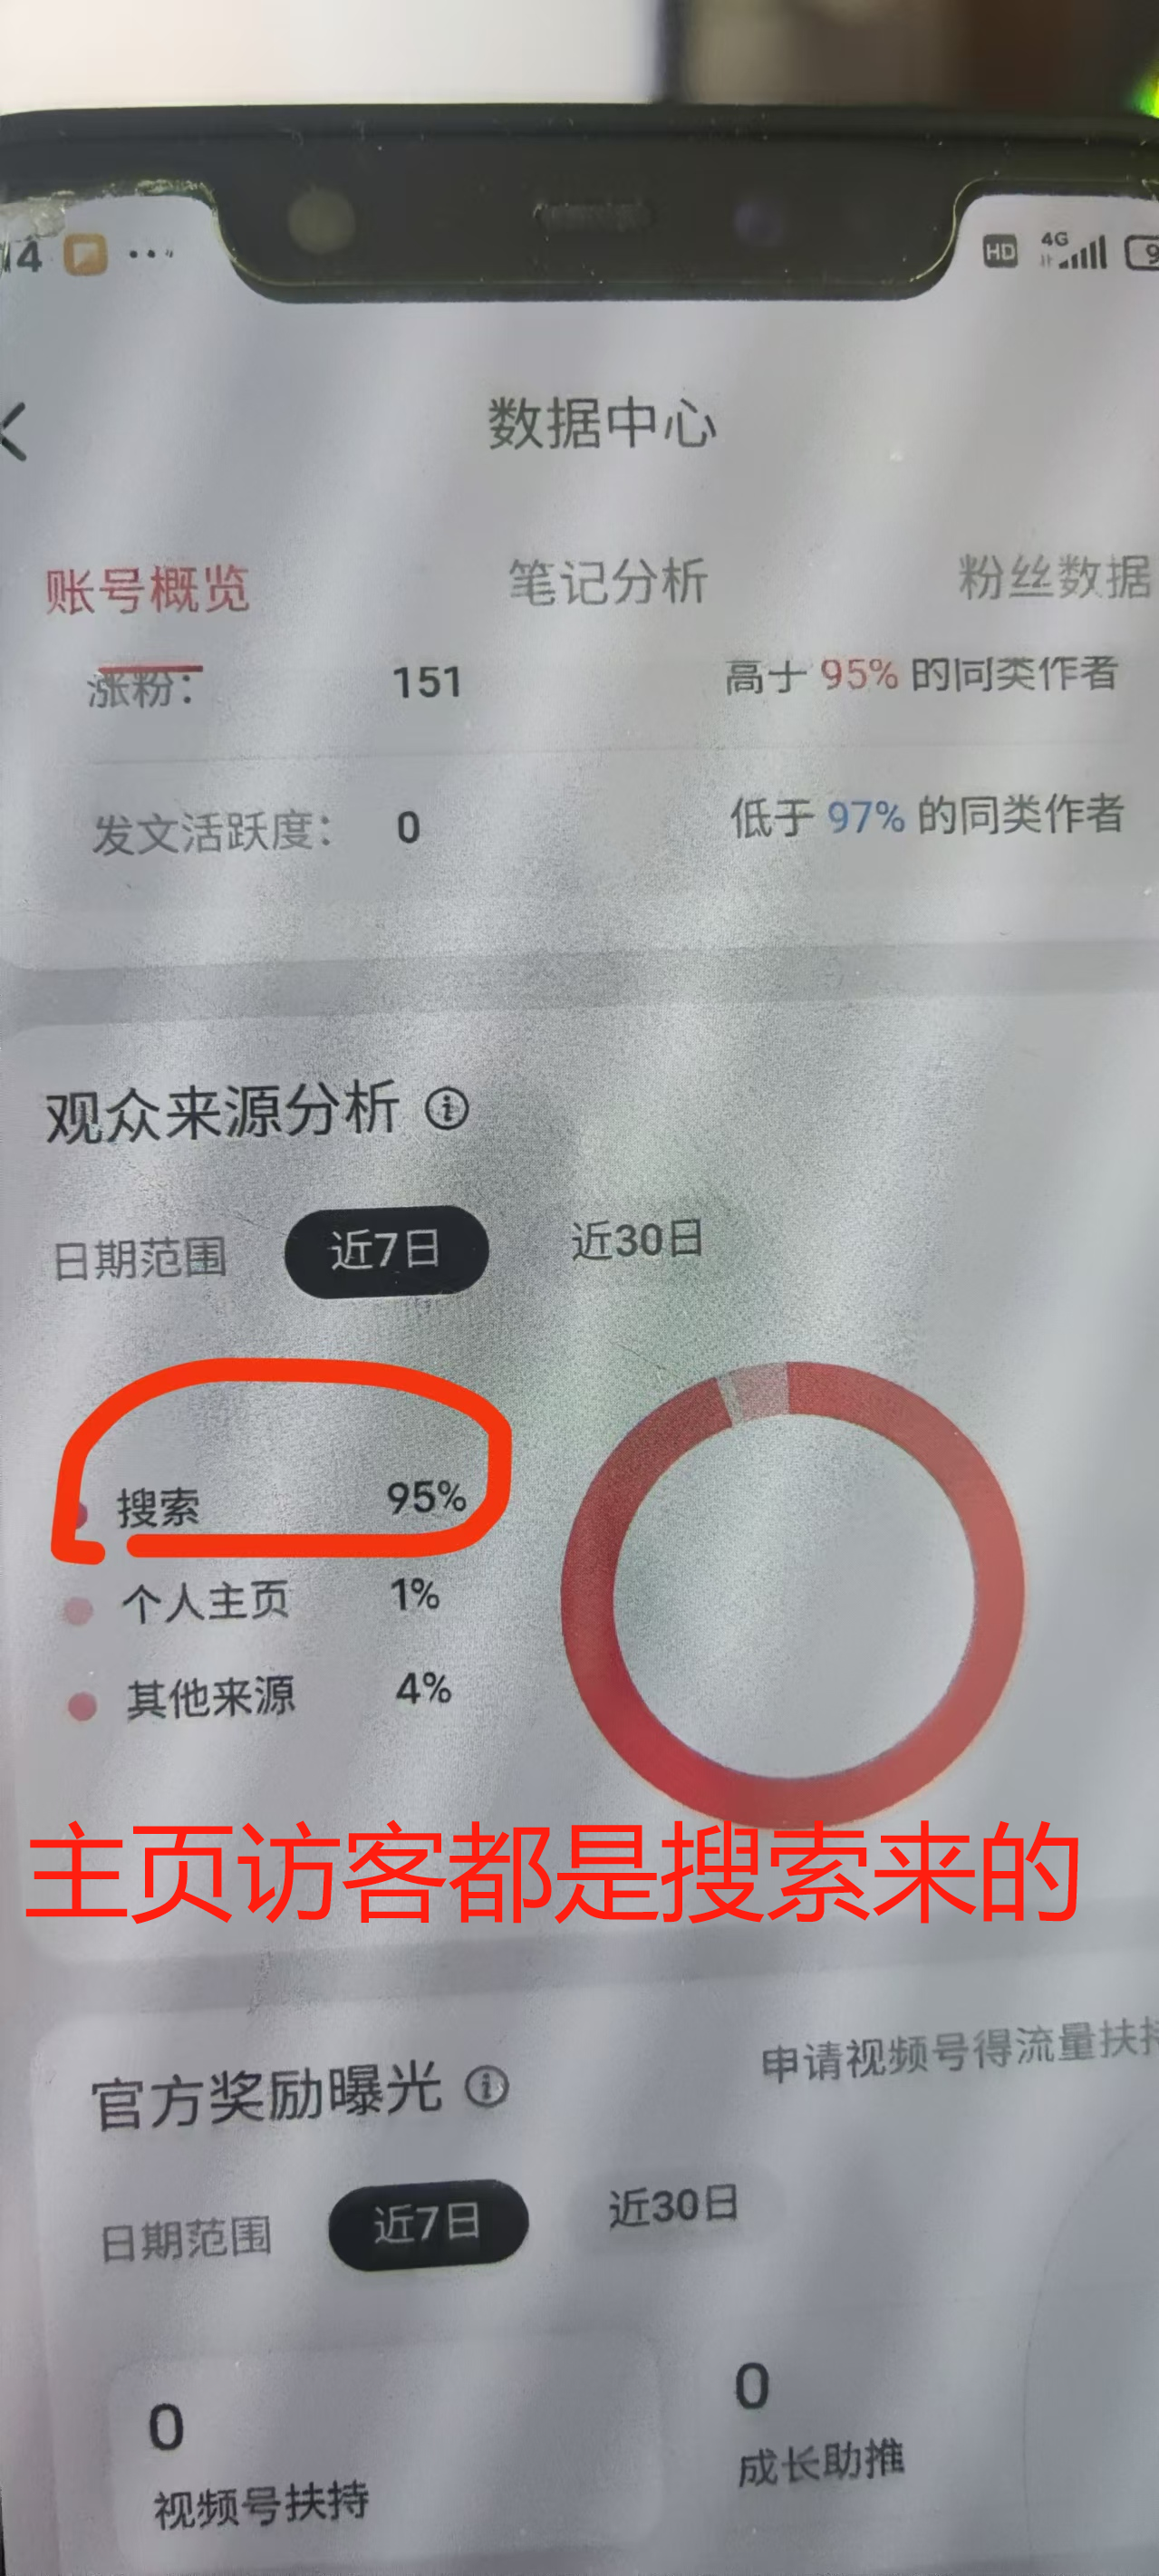 14 ...
HD 4G 9
数据中心
账号概览 笔记分析 粉丝数据
涨粉: 151 高于 95% 的同类作者
发文活跃度: 0 低于 97% 的同类作者
观众来源分析
日期范围 近7日 近30日
搜索 95%
个人主页 1%
其他来源 4%
主页访客都是搜索来的
官方奖励曝光 申请视频号得流量扶持
日期范围 近7日 近30日
0 0
视频号扶持 成长助推